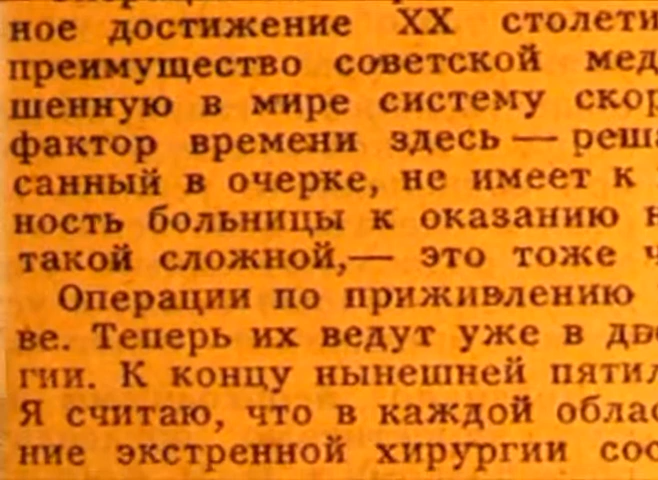 ное достижение XX столети
преимущество советской мед
шенную в мире систему скор
фактор времени здесь — реша
санный в очерке, не имеет к
ность больницы к оказанию н
такой сложной,— это тоже ч
Операции по приживлению
ве. Теперь их ведут уже в дв
гии. К концу нынешней пятил
Я считаю, что в каждой облас
ние экстренной хирургии сос